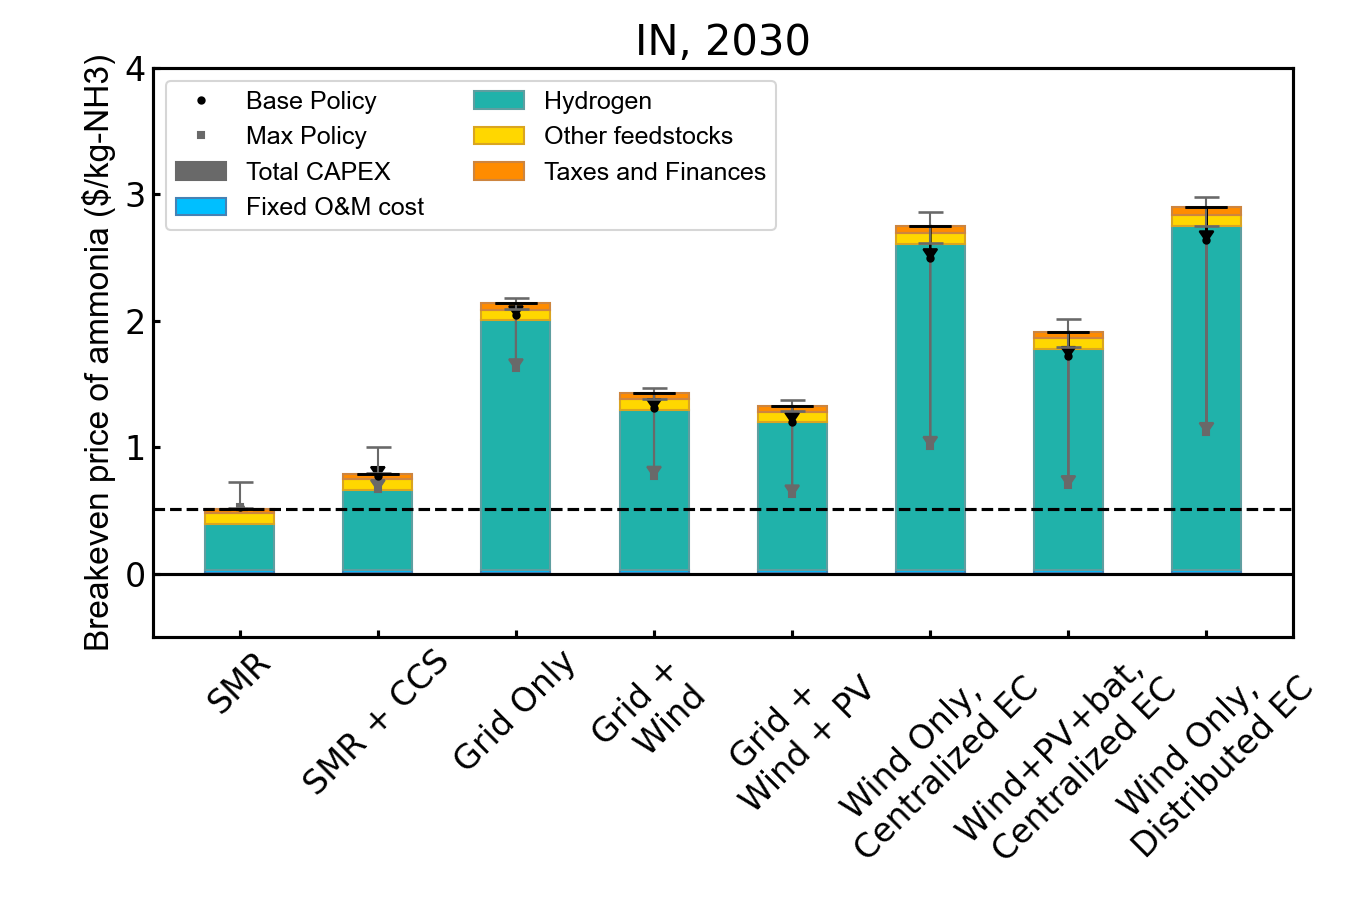 IN, 2030
Breakeven price of ammonia ($/kg-NH3)
4
3
2
1
0
Base Policy
Max Policy
Total CAPEX
Fixed O&M cost
Hydrogen
Other feedstocks
Taxes and Finances
SMR
SMR + CCS
Grid Only
Grid +
Wind
Grid +
Wind + PV
Wind Only,
Centralized EC
Wind+PV+bat,
Centralized EC
Wind Only,
Distributed EC